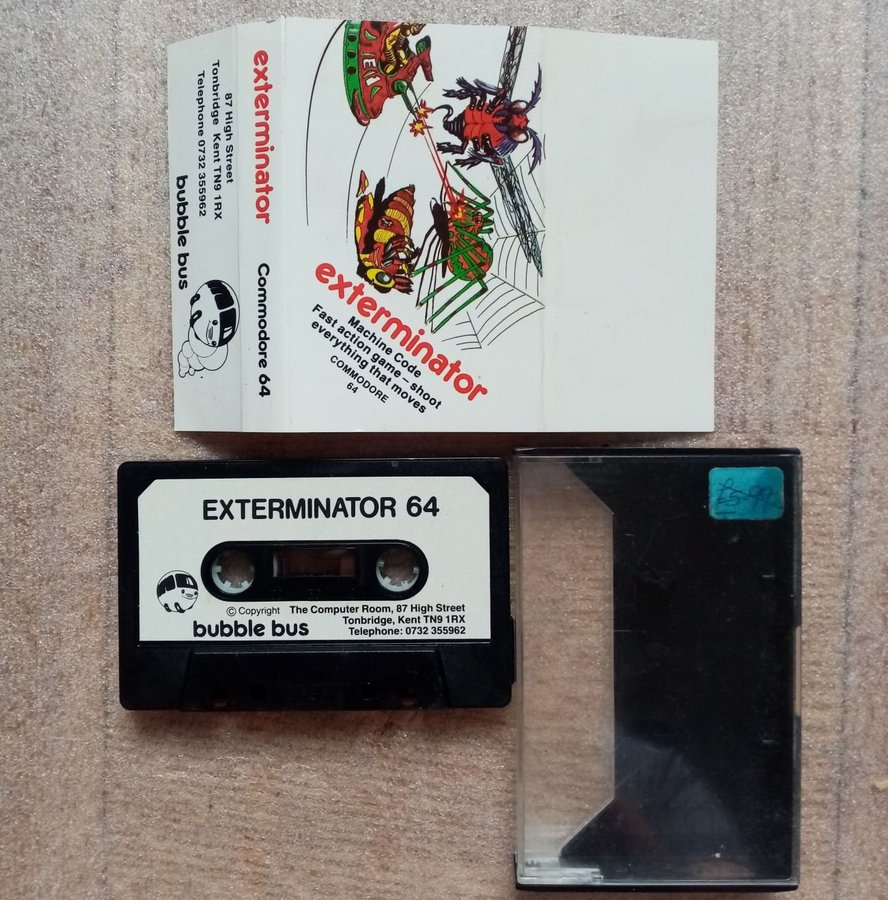 exterminator
Machine Code
Fast action game – shoot
everything that moves
COMMODORE
64
exterminator
Commodore 64
87 High Street
Tonbridge Kent TN9 1RX
Telephone 0732 355962
bubble bus
EXTERMINATOR 64
© Copyright The Computer Room, 87 High Street
Tonbridge, Kent TN9 1RX
Telephone: 0732 355962
bubble bus
£5.99